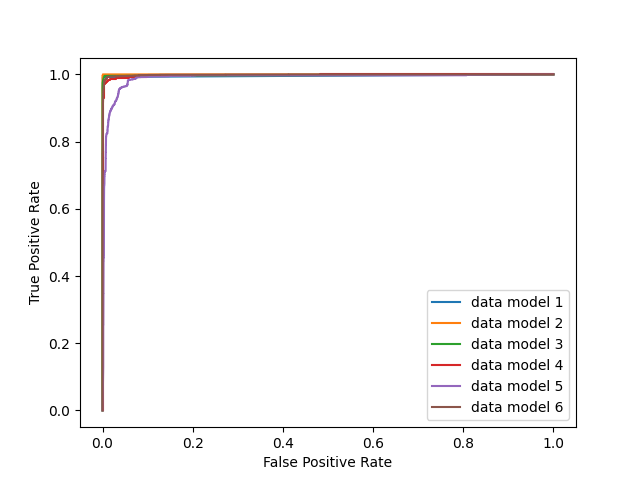 1.0
0.8
0.6
0.4
0.2
0.0
True Positive Rate
0.0 0.2 0.4 0.6 0.8 1.0
False Positive Rate
data model 1
data model 2
data model 3
data model 4
data model 5
data model 6